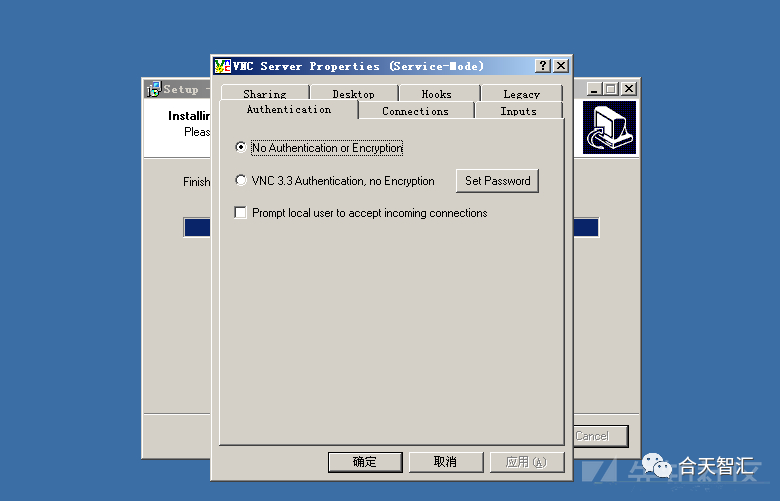 VNC Server Properties (Service-Mode)
Setup -
Sharing
Desktop
Hooks
Legacy
Authentication
Connections
Inputs
No Authentication or Encryption
VNC 3.3 Authentication, no Encryption
Set Password
Prompt local user to accept incoming connections
Finish
确定
取消
应用(A)
Cancel
合天智汇